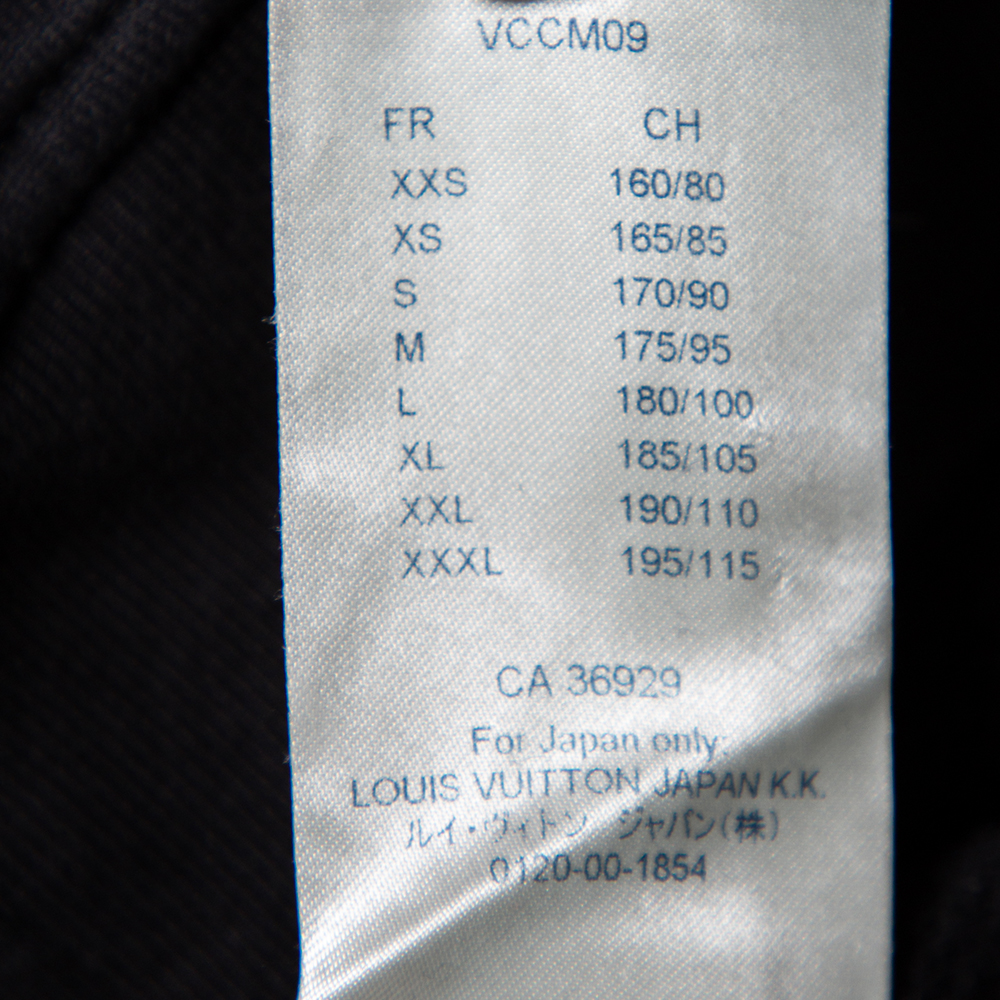 VCCM09
FR CH
XXS 160/80
XS 165/85
S 170/90
M 175/95
L 180/100
XL 185/105
XXL 190/110
XXXL 195/115
CA 36929
For Japan only:
LOUIS VUITTON JAPAN K.K.
ルイ・ヴィトン ジャパン(株)
0120-00-1854